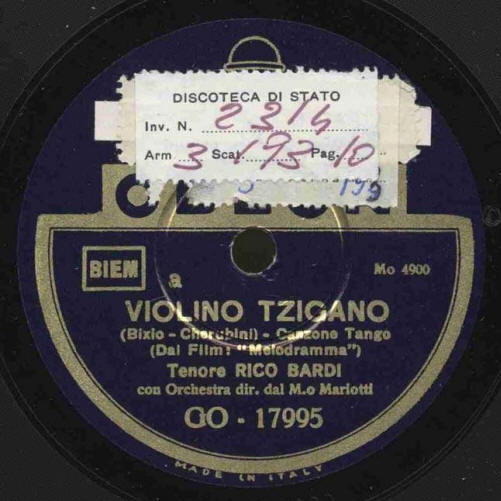 DISCOTECA DI STATO
Inv. N. 2314
Arm 3 Scaf. 193 Pag. 10
ODEON
BIEM
a
Mo 4900
VIOLINO TZIGANO
(Bixio - Cherubini) - Canzone Tango
(Dal Film: "Melodramma")
Tenore RICO BARDI
con Orchestra dir. dal M.o Mariotti
GO - 17995
MADE IN ITALY